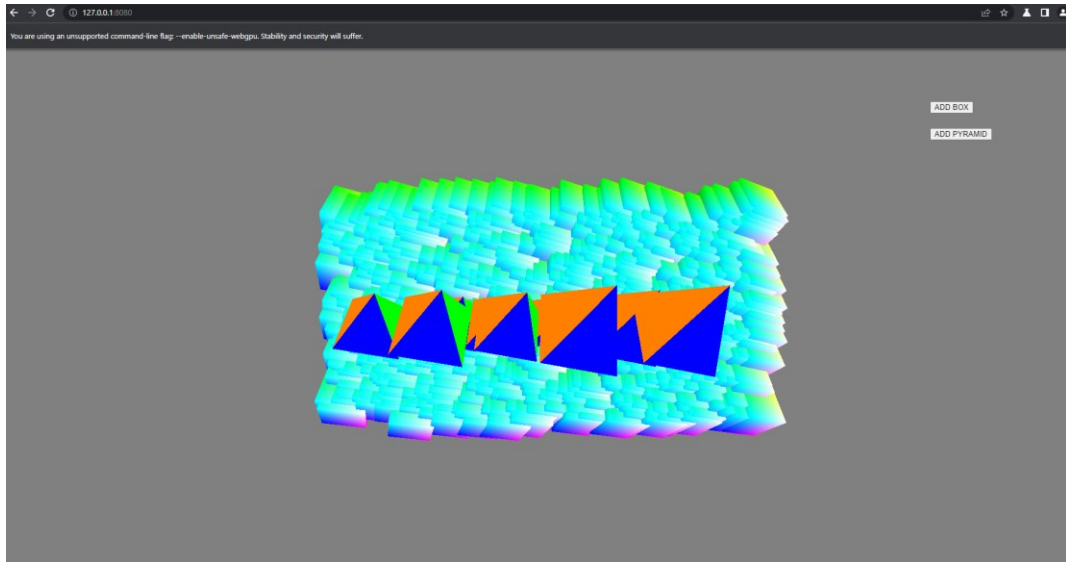 127.0.0.1:8080
You are using an unsupported command-line flag: --enable-unsafe-webgpu. Stability and security will suffer.
ADD BOX
ADD PYRAMID